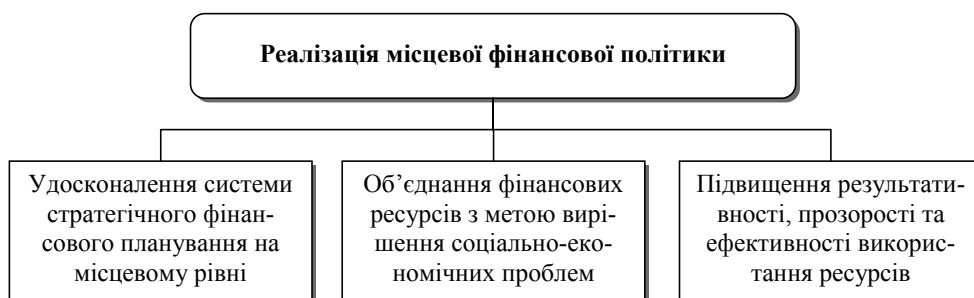 Реалізація місцевої фінансової політики
Удосконалення системи
стратегічного фінан-
сового планування на
місцевому рівні
Об’єднання фінансових
ресурсів з метою вирі-
шення соціально-еко-
номічних проблем
Підвищення результати-
вності, прозорості та
ефективності викорис-
тання ресурсів